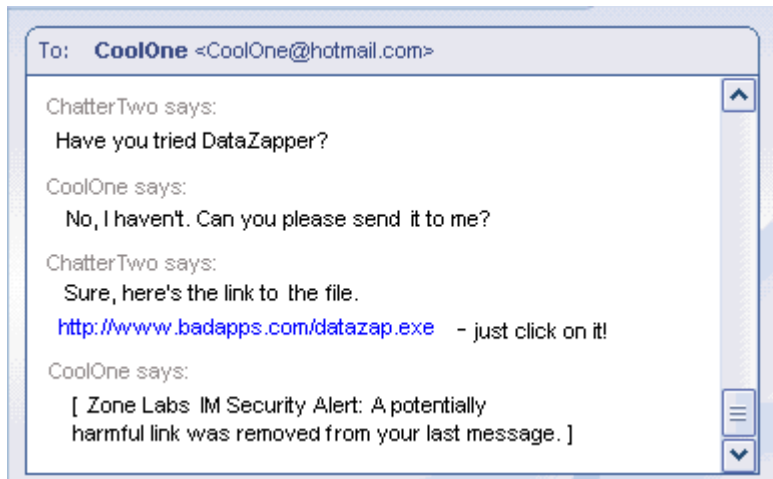 To: CoolOne <CoolOne@hotmail.com>
ChatterTwo says:
Have you tried DataZapper?
CoolOne says:
No, I haven't. Can you please send it to me?
ChatterTwo says:
Sure, here's the link to the file.
http://www.badapps.com/datazap.exe - just click on it!
CoolOne says:
[ Zone Labs IM Security Alert: A potentially
harmful link was removed from your last message. ]